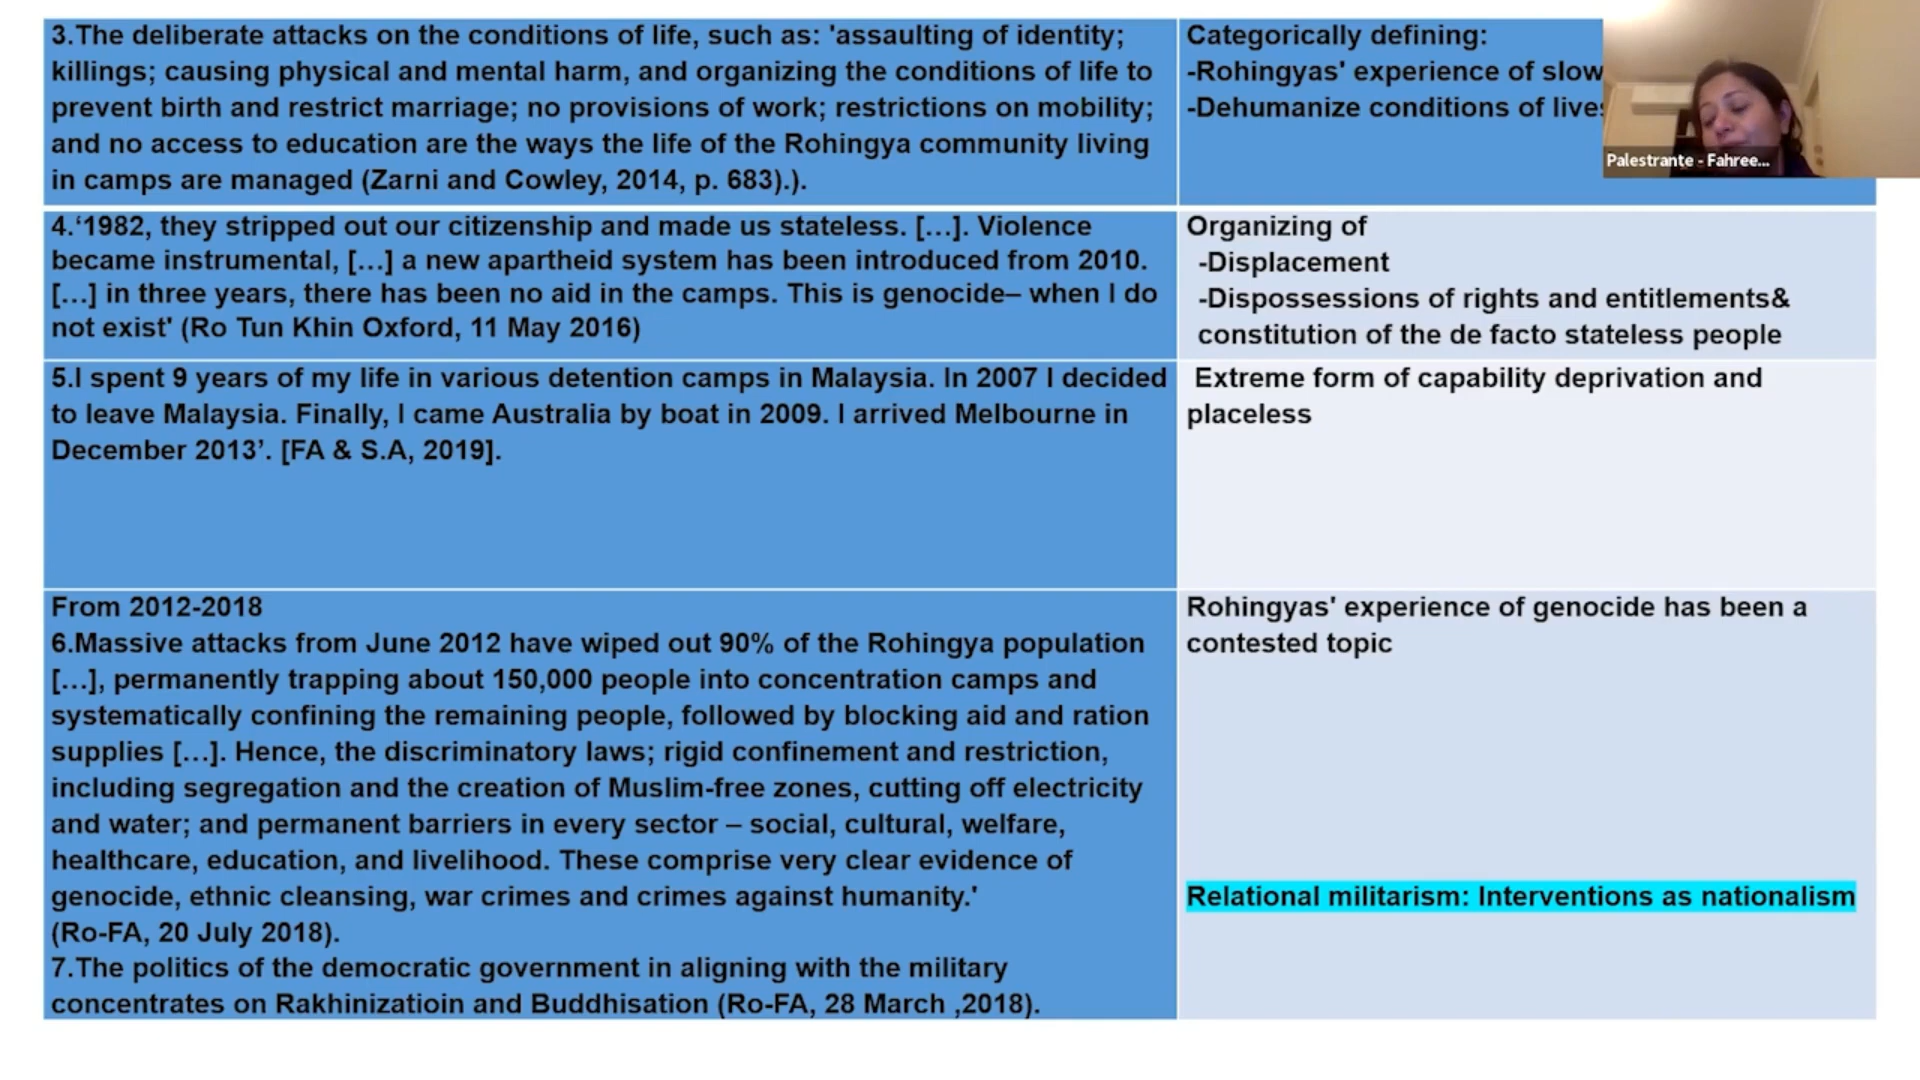 3.The deliberate attacks on the conditions of life, such as: 'assaulting of identity;
killings; causing physical and mental harm, and organizing the conditions of life to
prevent birth and restrict marriage; no provisions of work; restrictions on mobility;
and no access to education are the ways the life of the Rohingya community living
in camps are managed (Zarni and Cowley, 2014, p. 683).).
Categorically defining:
-Rohingyas' experience of slow
-Dehumanize conditions of lives
Palestrante - Fahree...
4.‘1982, they stripped out our citizenship and made us stateless. […]. Violence
became instrumental, […] a new apartheid system has been introduced from 2010.
[…] in three years, there has been no aid in the camps. This is genocide– when I do
not exist' (Ro Tun Khin Oxford, 11 May 2016)
Organizing of
-Displacement
-Dispossessions of rights and entitlements&
constitution of the de facto stateless people
5.I spent 9 years of my life in various detention camps in Malaysia. In 2007 I decided
to leave Malaysia. Finally, I came Australia by boat in 2009. I arrived Melbourne in
December 2013’. [FA & S.A, 2019].
Extreme form of capability deprivation and
placeless
From 2012-2018
6.Massive attacks from June 2012 have wiped out 90% of the Rohingya population
[…], permanently trapping about 150,000 people into concentration camps and
systematically confining the remaining people, followed by blocking aid and ration
supplies […]. Hence, the discriminatory laws; rigid confinement and restriction,
including segregation and the creation of Muslim-free zones, cutting off electricity
and water; and permanent barriers in every sector – social, cultural, welfare,
healthcare, education, and livelihood. These comprise very clear evidence of
genocide, ethnic cleansing, war crimes and crimes against humanity.'
(Ro-FA, 20 July 2018).
7.The politics of the democratic government in aligning with the military
concentrates on Rakhinizatioin and Buddhisation (Ro-FA, 28 March ,2018).
Rohingyas' experience of genocide has been a
contested topic
Relational militarism: Interventions as nationalism